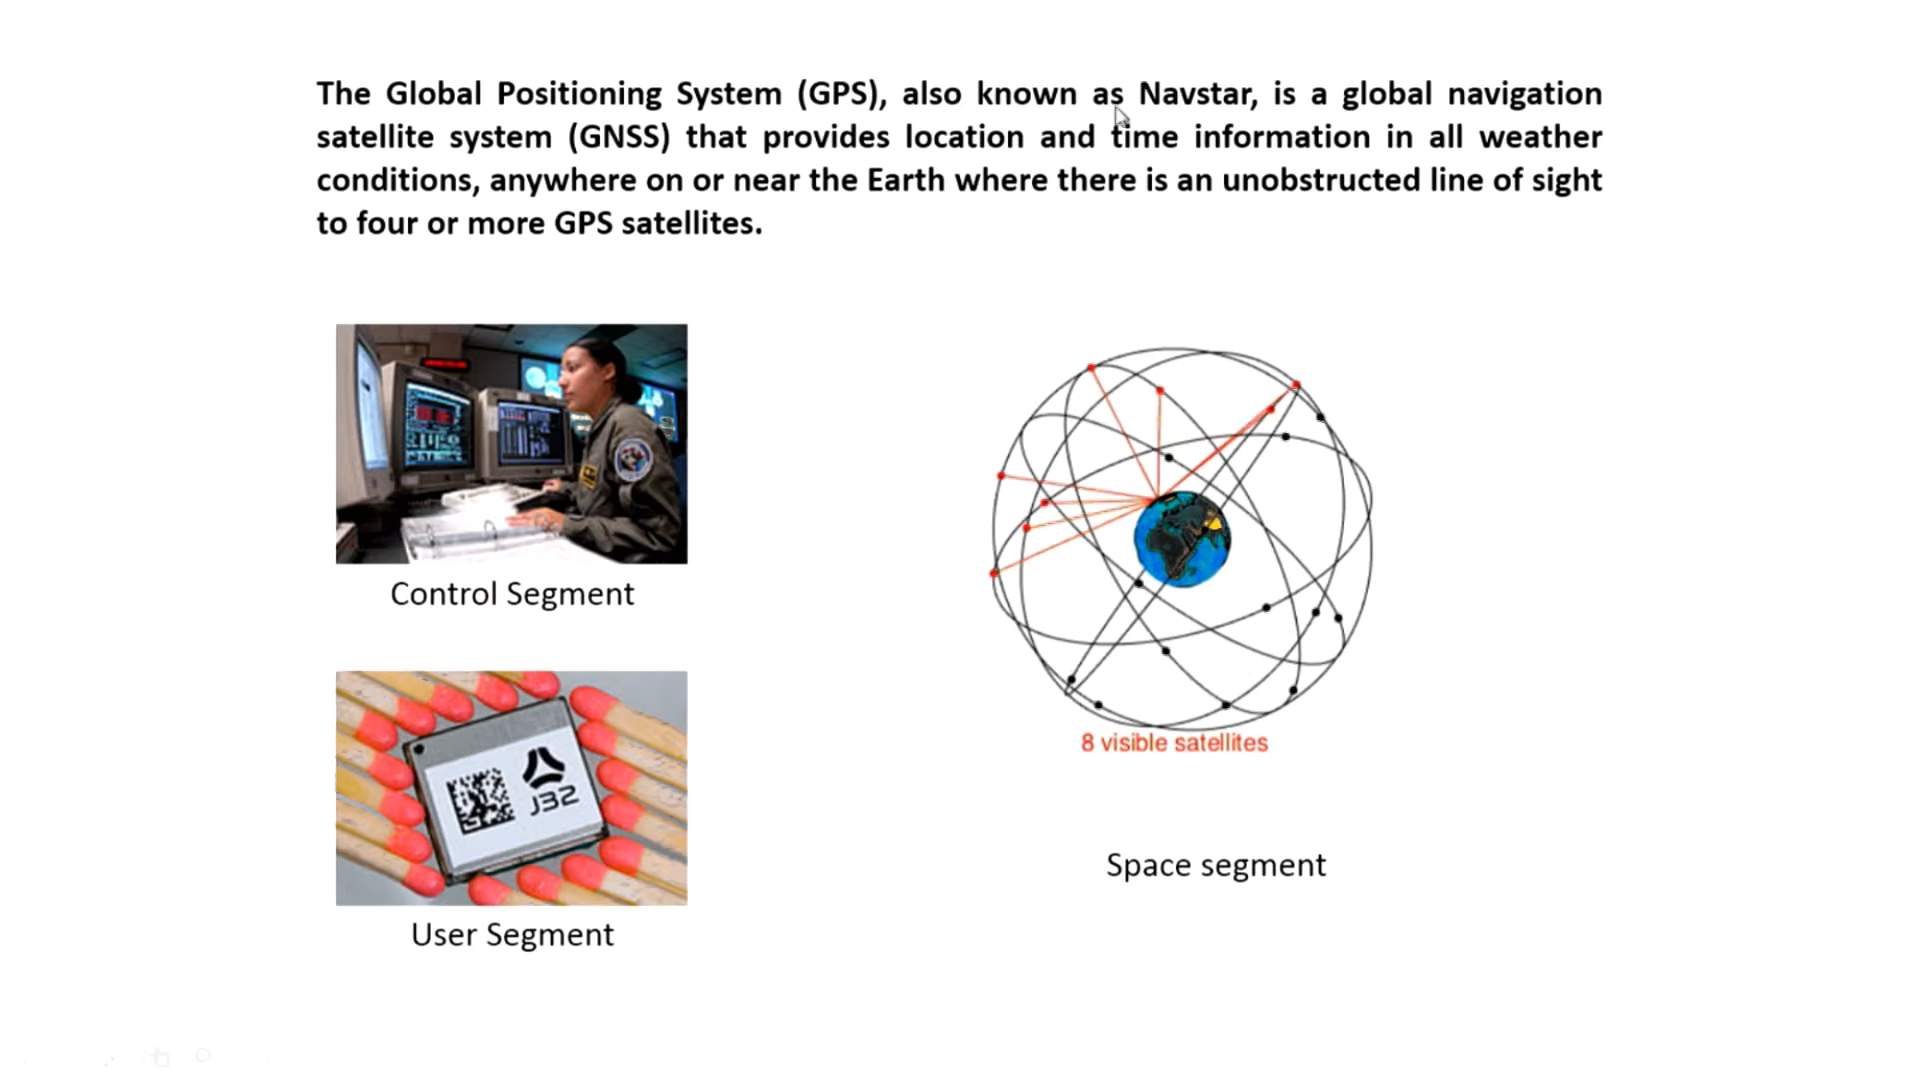 The Global Positioning System (GPS), also known as Navstar, is a global navigation
satellite system (GNSS) that provides location and time information in all weather
conditions, anywhere on or near the Earth where there is an unobstructed line of sight
to four or more GPS satellites.
Control Segment
J32
User Segment
8 visible satellites
Space segment